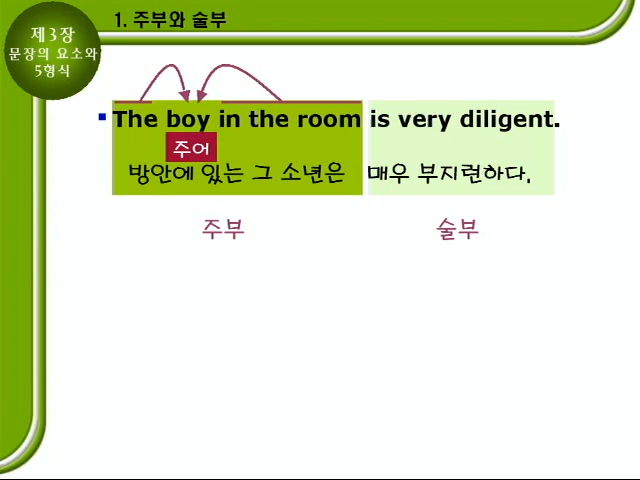 제3장
문장의 요소와
5형식
1. 주부와 술부
The boy in the room is very diligent.
주어
방안에 있는 그 소년은 매우 부지런하다.
주부 술부